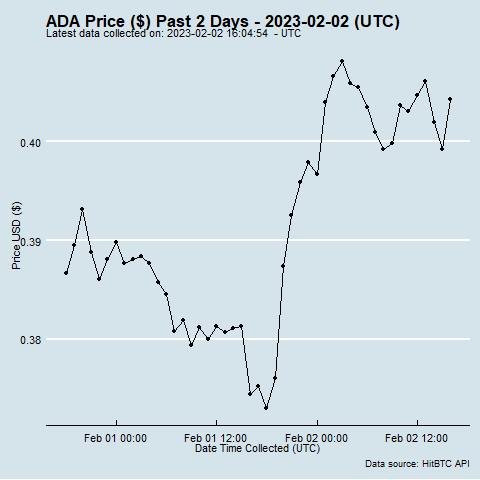 ADA Price ($) Past 2 Days - 2023-02-02 (UTC)
Latest data collected on: 2023-02-02 16:04:54 - UTC
0.40
0.39
0.38
Price USD ($)
Feb 01 00:00
Feb 01 12:00
Feb 02 00:00
Feb 02 12:00
Date Time Collected (UTC)
Data source: HitBTC API